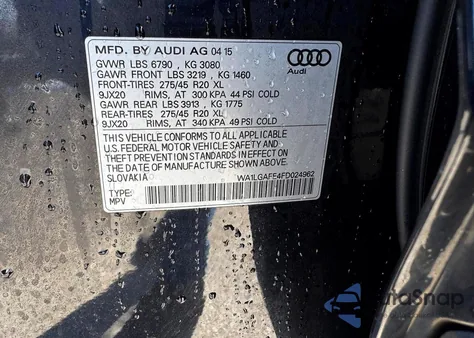 MFD. BY AUDI AG 04 15
GVWR LBS 6790 , KG 3080
GAWR FRONT LBS 3219 , KG 1460
FRONT-TIRES 275/45 R20 XL
9JX20 RIMS, AT 300 KPA 44 PSI COLD
GAWR REAR LBS 3913 , KG 1775
REAR-TIRES 275/45 R20 XL
9JX20 RIMS, AT 340 KPA 49 PSI COLD
THIS VEHICLE CONFORMS TO ALL APPLICABLE
U.S. FEDERAL MOTOR VEHICLE SAFETY AND
THEFT PREVENTION STANDARDS IN EFFECT ON
THE DATE OF MANUFACTURE SHOWN ABOVE.
SLOVAKIA WA1LGAFE4FD024962
TYPE:
MPV
Audi
AutoSnap